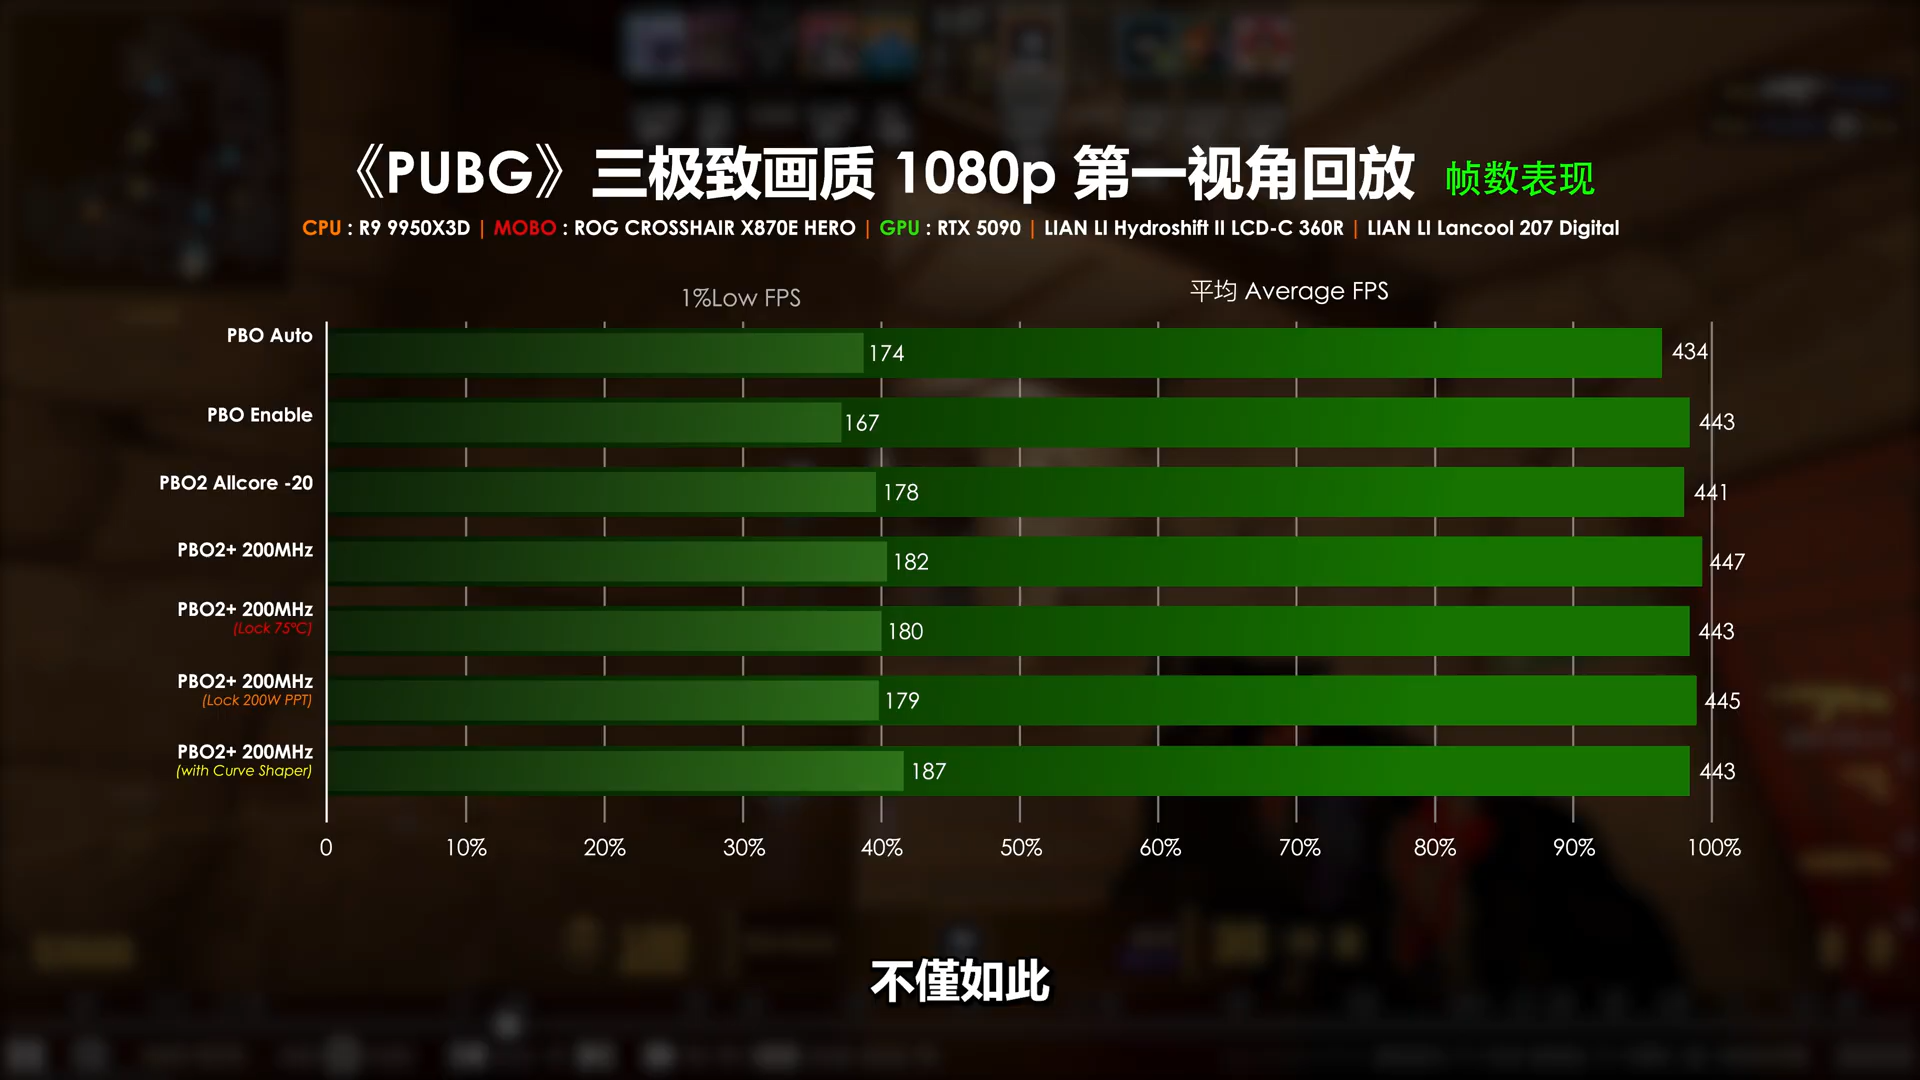 《PUBG》三极致画质 1080p 第一视角回放 帧数表现
CPU : R9 9950X3D | MOBO : ROG CROSSHAIR X870E HERO | GPU : RTX 5090 | LIAN LI Hydroshift II LCD-C 360R | LIAN LI Lancool 207 Digital
1%Low FPS
平均 Average FPS
PBO Auto 174 434
PBO Enable 167 443
PBO2 Allcore -20 178 441
PBO2+ 200MHz 182 447
PBO2+ 200MHz
(Lock 75°C) 180 443
PBO2+ 200MHz
(Lock 200W PPT) 179 445
PBO2+ 200MHz
(with Curve Shaper) 187 443
0 10% 20% 30% 40% 50% 60% 70% 80% 90% 100%
不僅如此